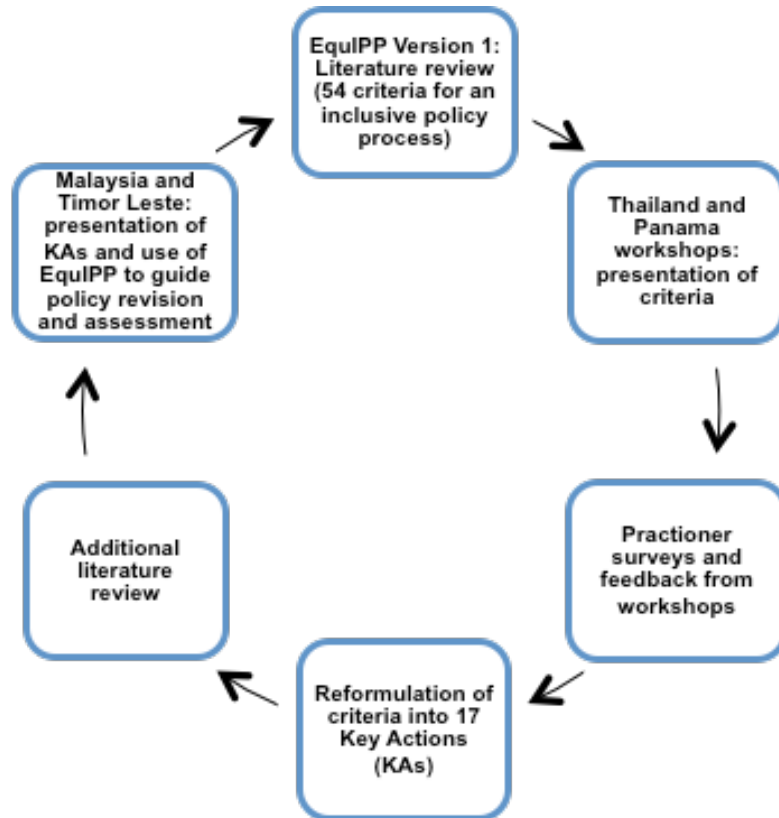 EquIPP Version 1:
Literature review
(54 criteria for an
inclusive policy
process)
Thailand and
Panama
workshops:
presentation of
criteria
Practioner
surveys and
feedback from
workshops
Reformulation of
criteria into 17
Key Actions
(KAs)
Additional
literature
review
Malaysia and
Timor Leste:
presentation of
KAs and use of
EquIPP to guide
policy revision
and assessment